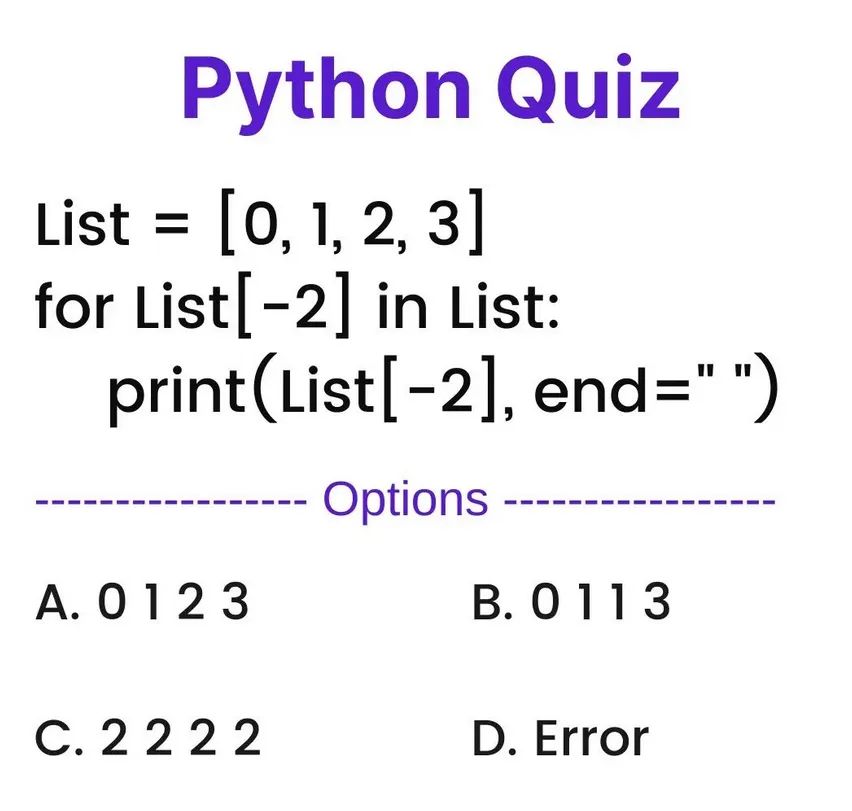 Python Quiz
List = [0, 1, 2, 3]
for List[-2] in List:
    print(List[-2], end=" ")
----------------- Options -----------------
A. 0 1 2 3
B. 0 1 1 3
C. 2 2 2 2
D. Error